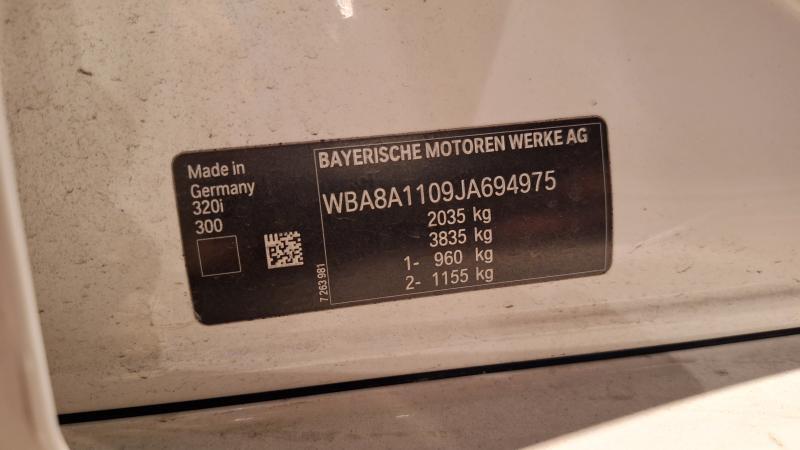 Made in
Germany
320i
300
7 263 981
BAYERISCHE MOTOREN WERKE AG
WBA8A1109JA694975
2035 kg
3835 kg
1- 960 kg
2- 1155 kg